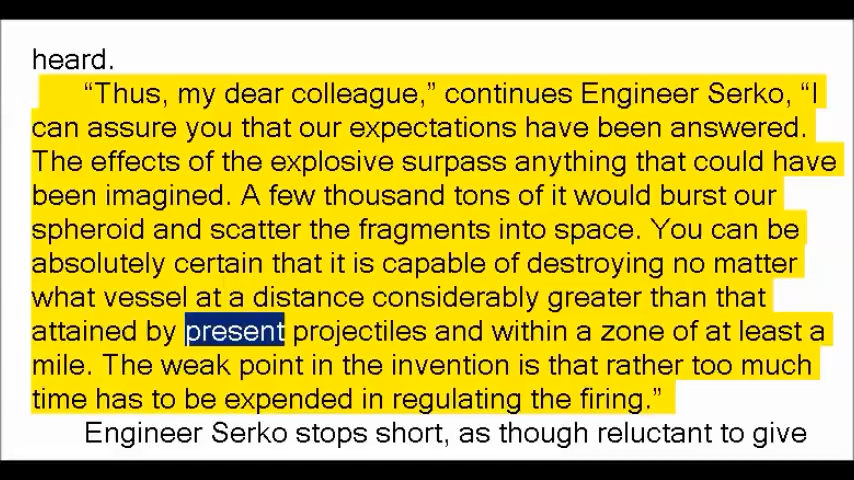 heard.
“Thus, my dear colleague,” continues Engineer Serko, “I
can assure you that our expectations have been answered.
The effects of the explosive surpass anything that could have
been imagined. A few thousand tons of it would burst our
spheroid and scatter the fragments into space. You can be
absolutely certain that it is capable of destroying no matter
what vessel at a distance considerably greater than that
attained by present projectiles and within a zone of at least a
mile. The weak point in the invention is that rather too much
time has to be expended in regulating the firing.”
Engineer Serko stops short, as though reluctant to give